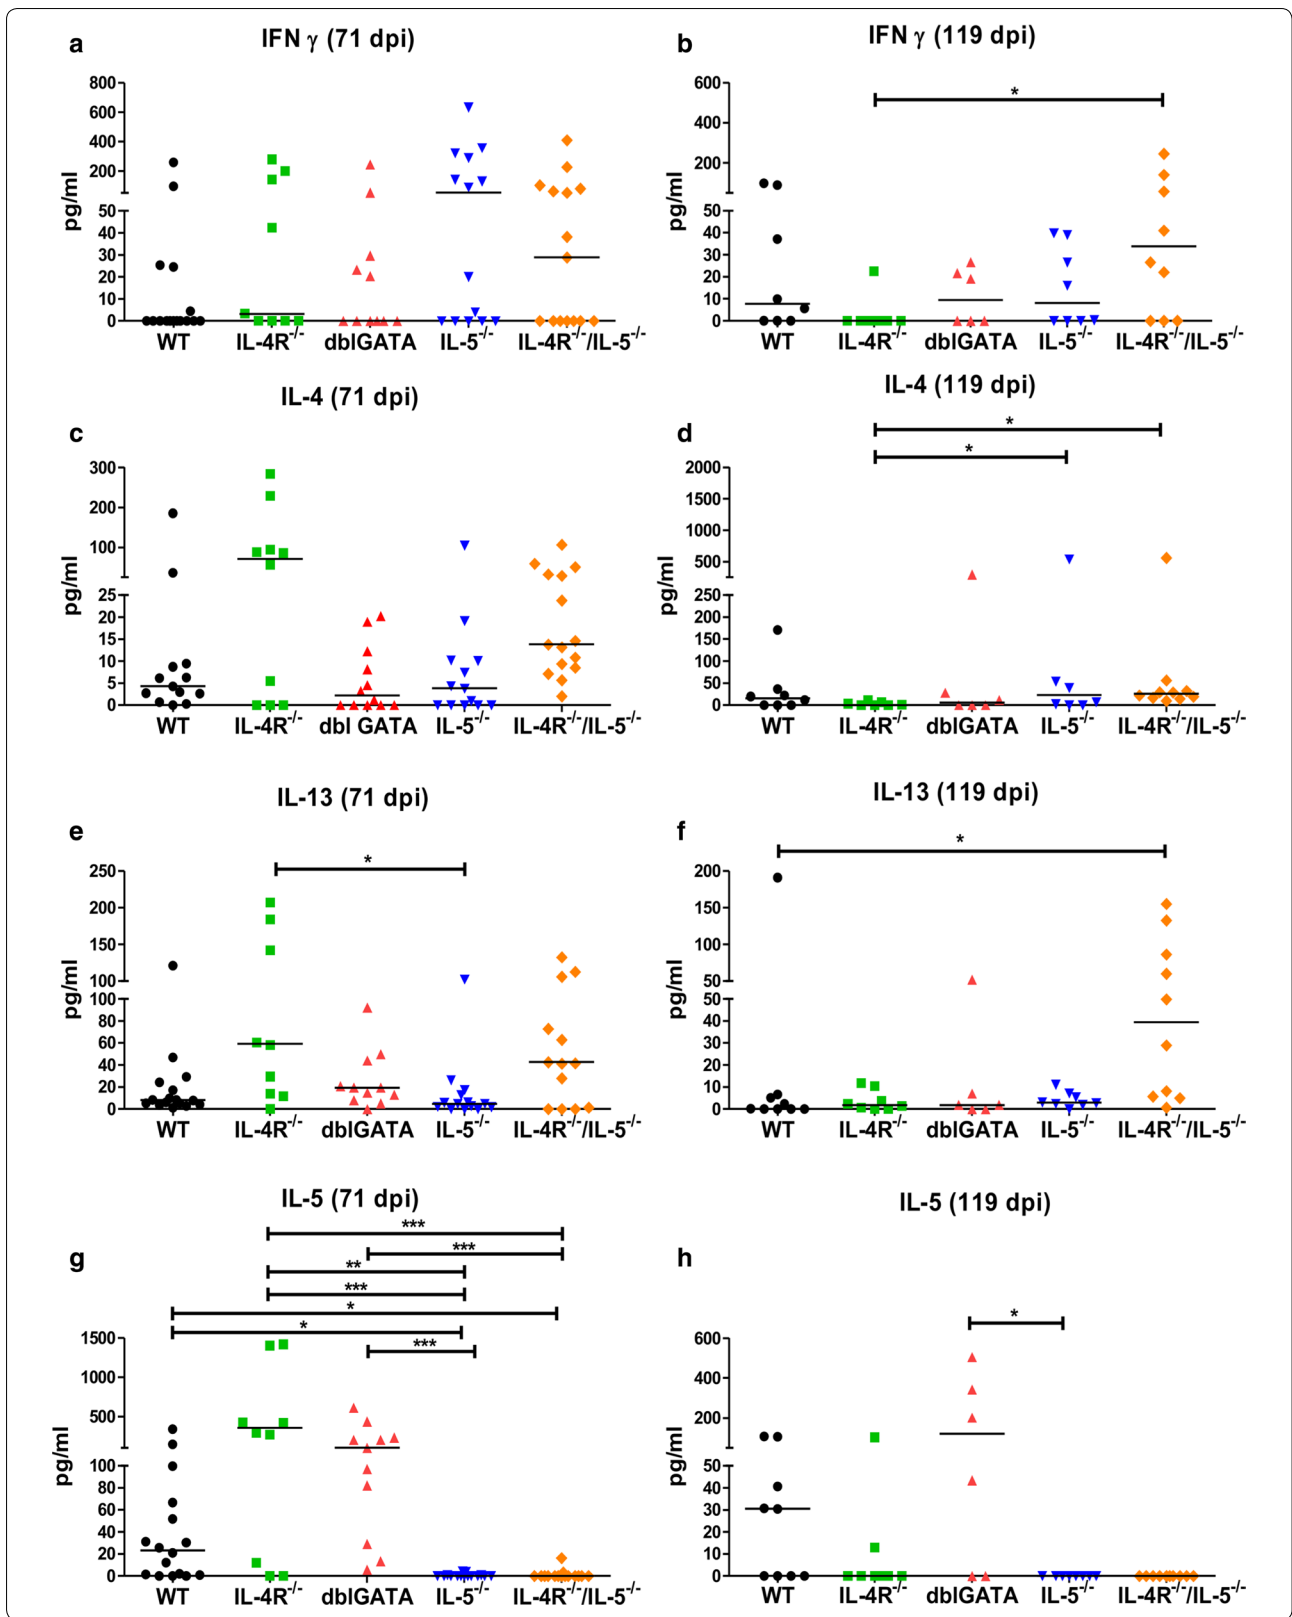 a
IFN γ (71 dpi)
800
600
400
200
50
40
30
20
10
0
pg/ml
WT IL-4R-/- dblGATA IL-5-/- IL-4R-/-/IL-5-/-
b
IFN γ (119 dpi)
*
600
400
200
50
40
30
20
10
0
pg/ml
WT IL-4R-/- dblGATA IL-5-/- IL-4R-/-/IL-5-/-
c
IL-4 (71 dpi)
300
200
100
25
20
15
10
5
0
pg/ml
WT IL-4R-/- dbl GATA IL-5-/- IL-4R-/-/IL-5-/-
d
IL-4 (119 dpi)
*
*
2000
1500
1000
500
250
200
150
100
50
0
pg/ml
WT IL-4R-/- dblGATA IL-5-/- IL-4R-/-/IL-5-/-
e
IL-13 (71 dpi)
*
250
200
150
100
100
80
60
40
20
0
pg/ml
WT IL-4R-/- dblGATA IL-5-/- IL-4R-/-/IL-5-/-
f
IL-13 (119 dpi)
*
200
150
100
50
50
40
30
20
10
0
pg/ml
WT IL-4R-/- dblGATA IL-5-/- IL-4R-/-/IL-5-/-
g
IL-5 (71 dpi)
***
***
**
***
*
*
***
1500
1000
500
100
80
60
40
20
0
pg/ml
WT IL-4R-/- dblGATA IL-5-/- IL-4R-/-/IL-5-/-
h
IL-5 (119 dpi)
*
600
400
200
50
40
30
20
10
0
pg/ml
WT IL-4R-/- dblGATA IL-5-/- IL-4R-/-/IL-5-/-